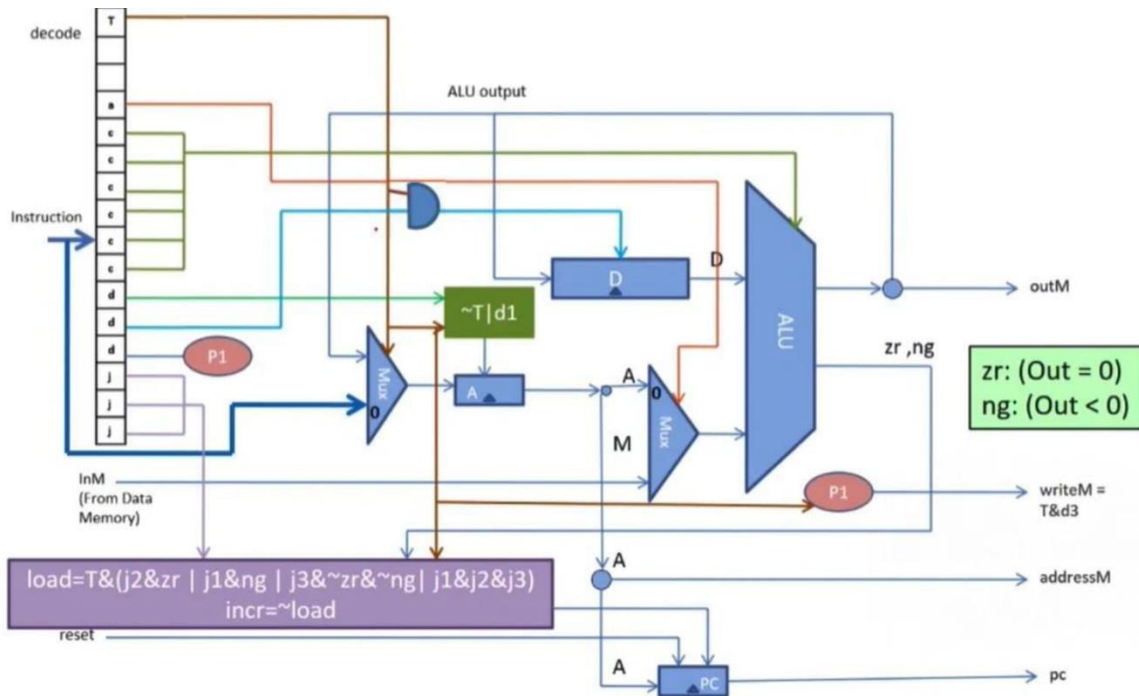 decode
T
a
c
c
c
c
c
c
d
d
d
j
j
j
Instruction
ALU output
D
D
~T|d1
P1
Mux
0
A
A
0
Mux
M
ALU
outM
zr ,ng
zr: (Out = 0)
ng: (Out < 0)
InM
(From Data
Memory)
P1
writeM =
T&d3
load=T&(j2&zr | j1&ng | j3&~zr&~ng| j1&j2&j3)
incr=~load
A
addressM
reset
A
PC
pc